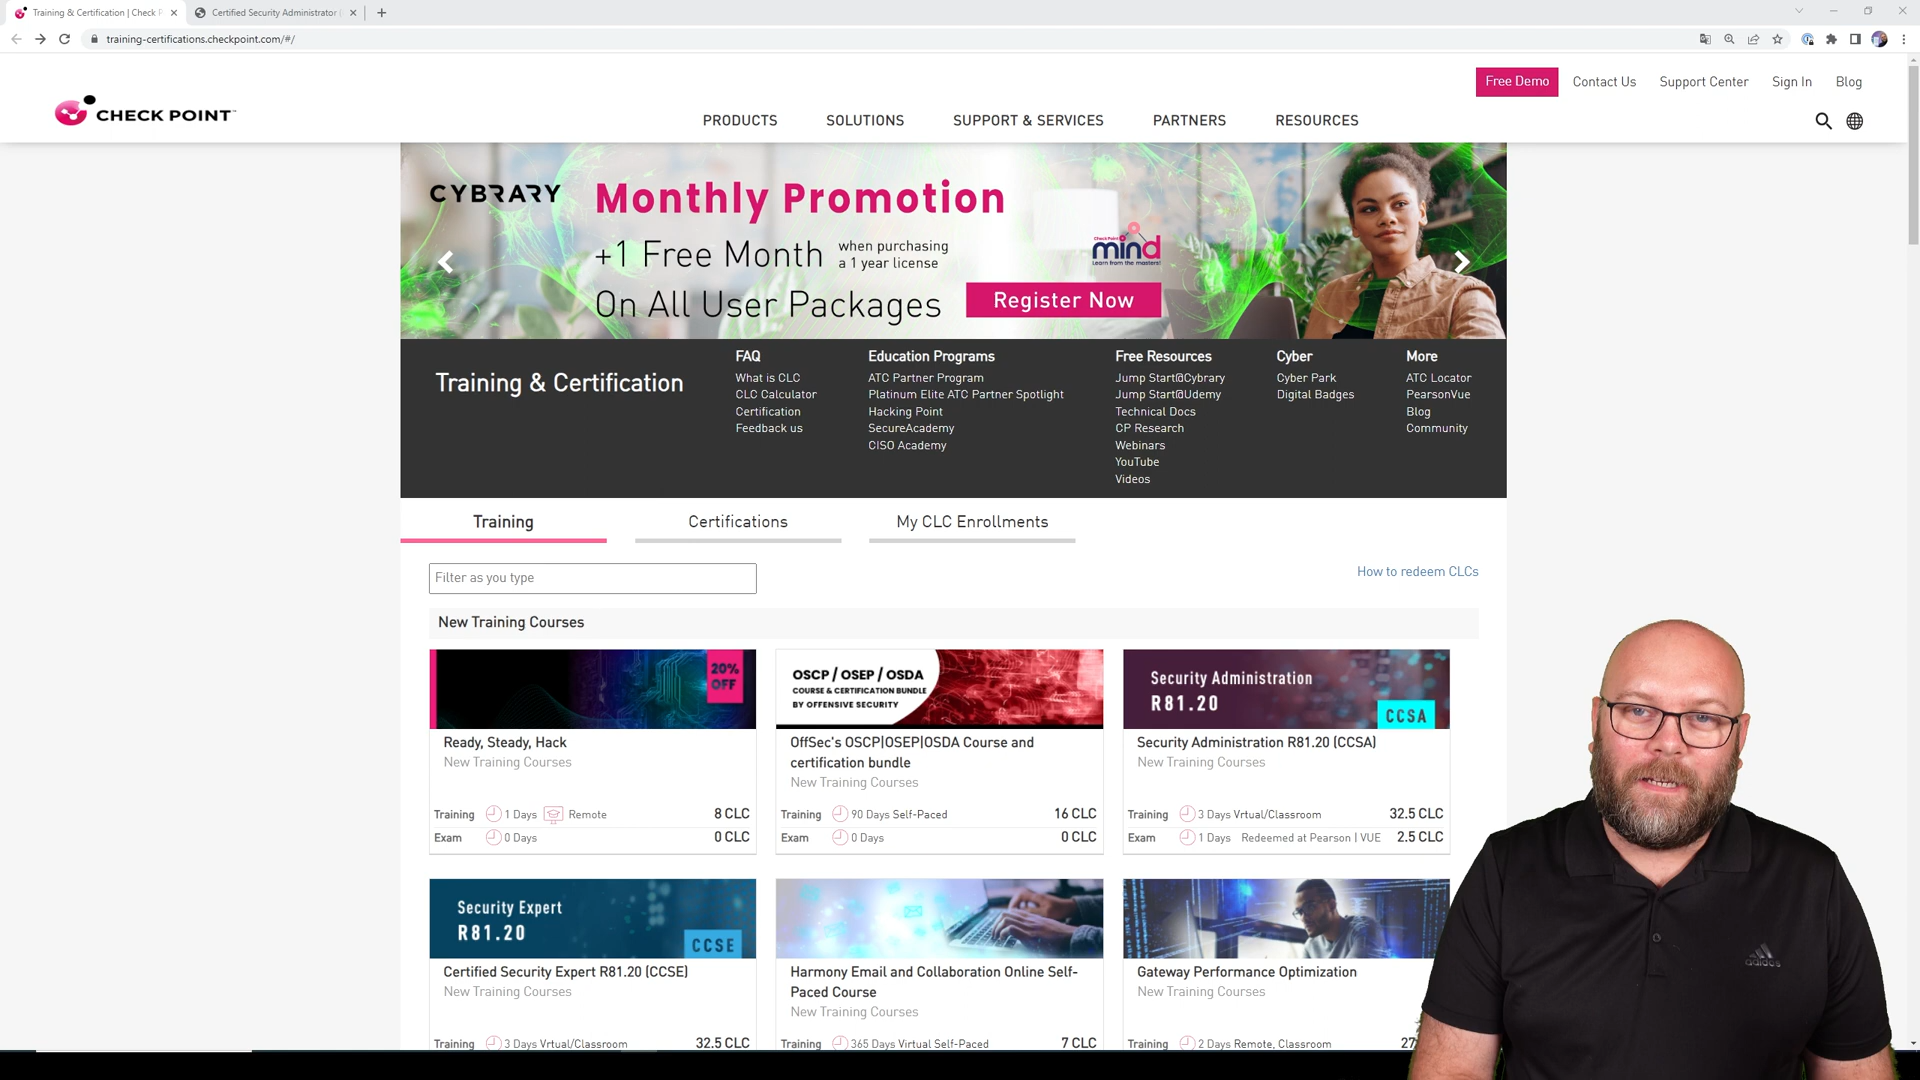 Training & Certification | Check P
Certified Security Administrator
training-certifications.checkpoint.com/#/
Free Demo
Contact Us
Support Center
Sign In
Blog
CHECK POINT
PRODUCTS
SOLUTIONS
SUPPORT & SERVICES
PARTNERS
RESOURCES
CYBRARY
Monthly Promotion
+1 Free Month
when purchasing
a 1 year license
On All User Packages
Register Now
Check Point
mind
Learn from the masters!
Training & Certification
FAQ
What is CLC
CLC Calculator
Certification
Feedback us
Education Programs
ATC Partner Program
Platinum Elite ATC Partner Spotlight
Hacking Point
SecureAcademy
CISO Academy
Free Resources
Jump Start@Cybrary
Jump Start@Udemy
Technical Docs
CP Research
Webinars
YouTube
Videos
Cyber
Cyber Park
Digital Badges
More
ATC Locator
PearsonVue
Blog
Community
Training
Certifications
My CLC Enrollments
Filter as you type
How to redeem CLCs
New Training Courses
20%
OFF
Ready, Steady, Hack
New Training Courses
Training 1 Days Remote 8 CLC
Exam 0 Days 0 CLC
OSCP / OSEP / OSDA
COURSE & CERTIFICATION BUNDLE
BY OFFENSIVE SECURITY
OffSec's OSCP|OSEP|OSDA Course and
certification bundle
New Training Courses
Training 90 Days Self-Paced 16 CLC
Exam 0 Days 0 CLC
Security Administration
R81.20
CCSA
Security Administration R81.20 (CCSA)
New Training Courses
Training 3 Days Vrtual/Classroom 32.5 CLC
Exam 1 Days Redeemed at Pearson | VUE 2.5 CLC
Security Expert
R81.20
CCSE
Certified Security Expert R81.20 (CCSE)
New Training Courses
Training 3 Days Vrtual/Classroom 32.5 CLC
Harmony Email and Collaboration Online Self-
Paced Course
New Training Courses
Training 365 Days Virtual Self-Paced 7 CLC
Gateway Performance Optimization
New Training Courses
Training 2 Days Remote, Classroom 27
adidas